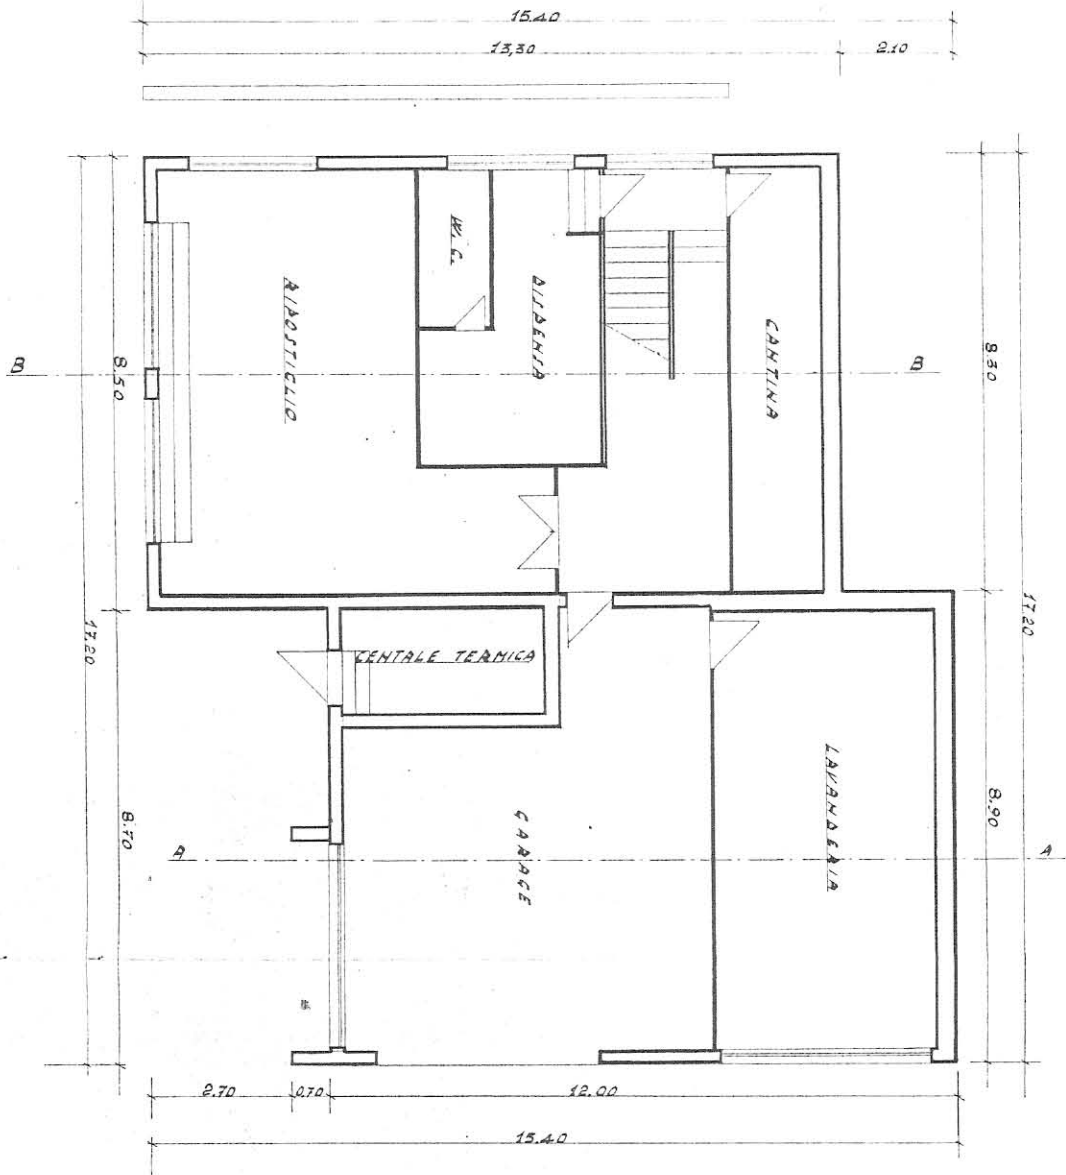 15.40
13,30
2.10
W.C.
RIPOSTIGLIO
DISPENSA
CANTINA
B
B
8.50
8.30
17.20
17.20
CENTALE TERMICA
LAVANDERIA
GARAGE
8.70
8.90
A
A
2.70
0.70
12.00
15.40